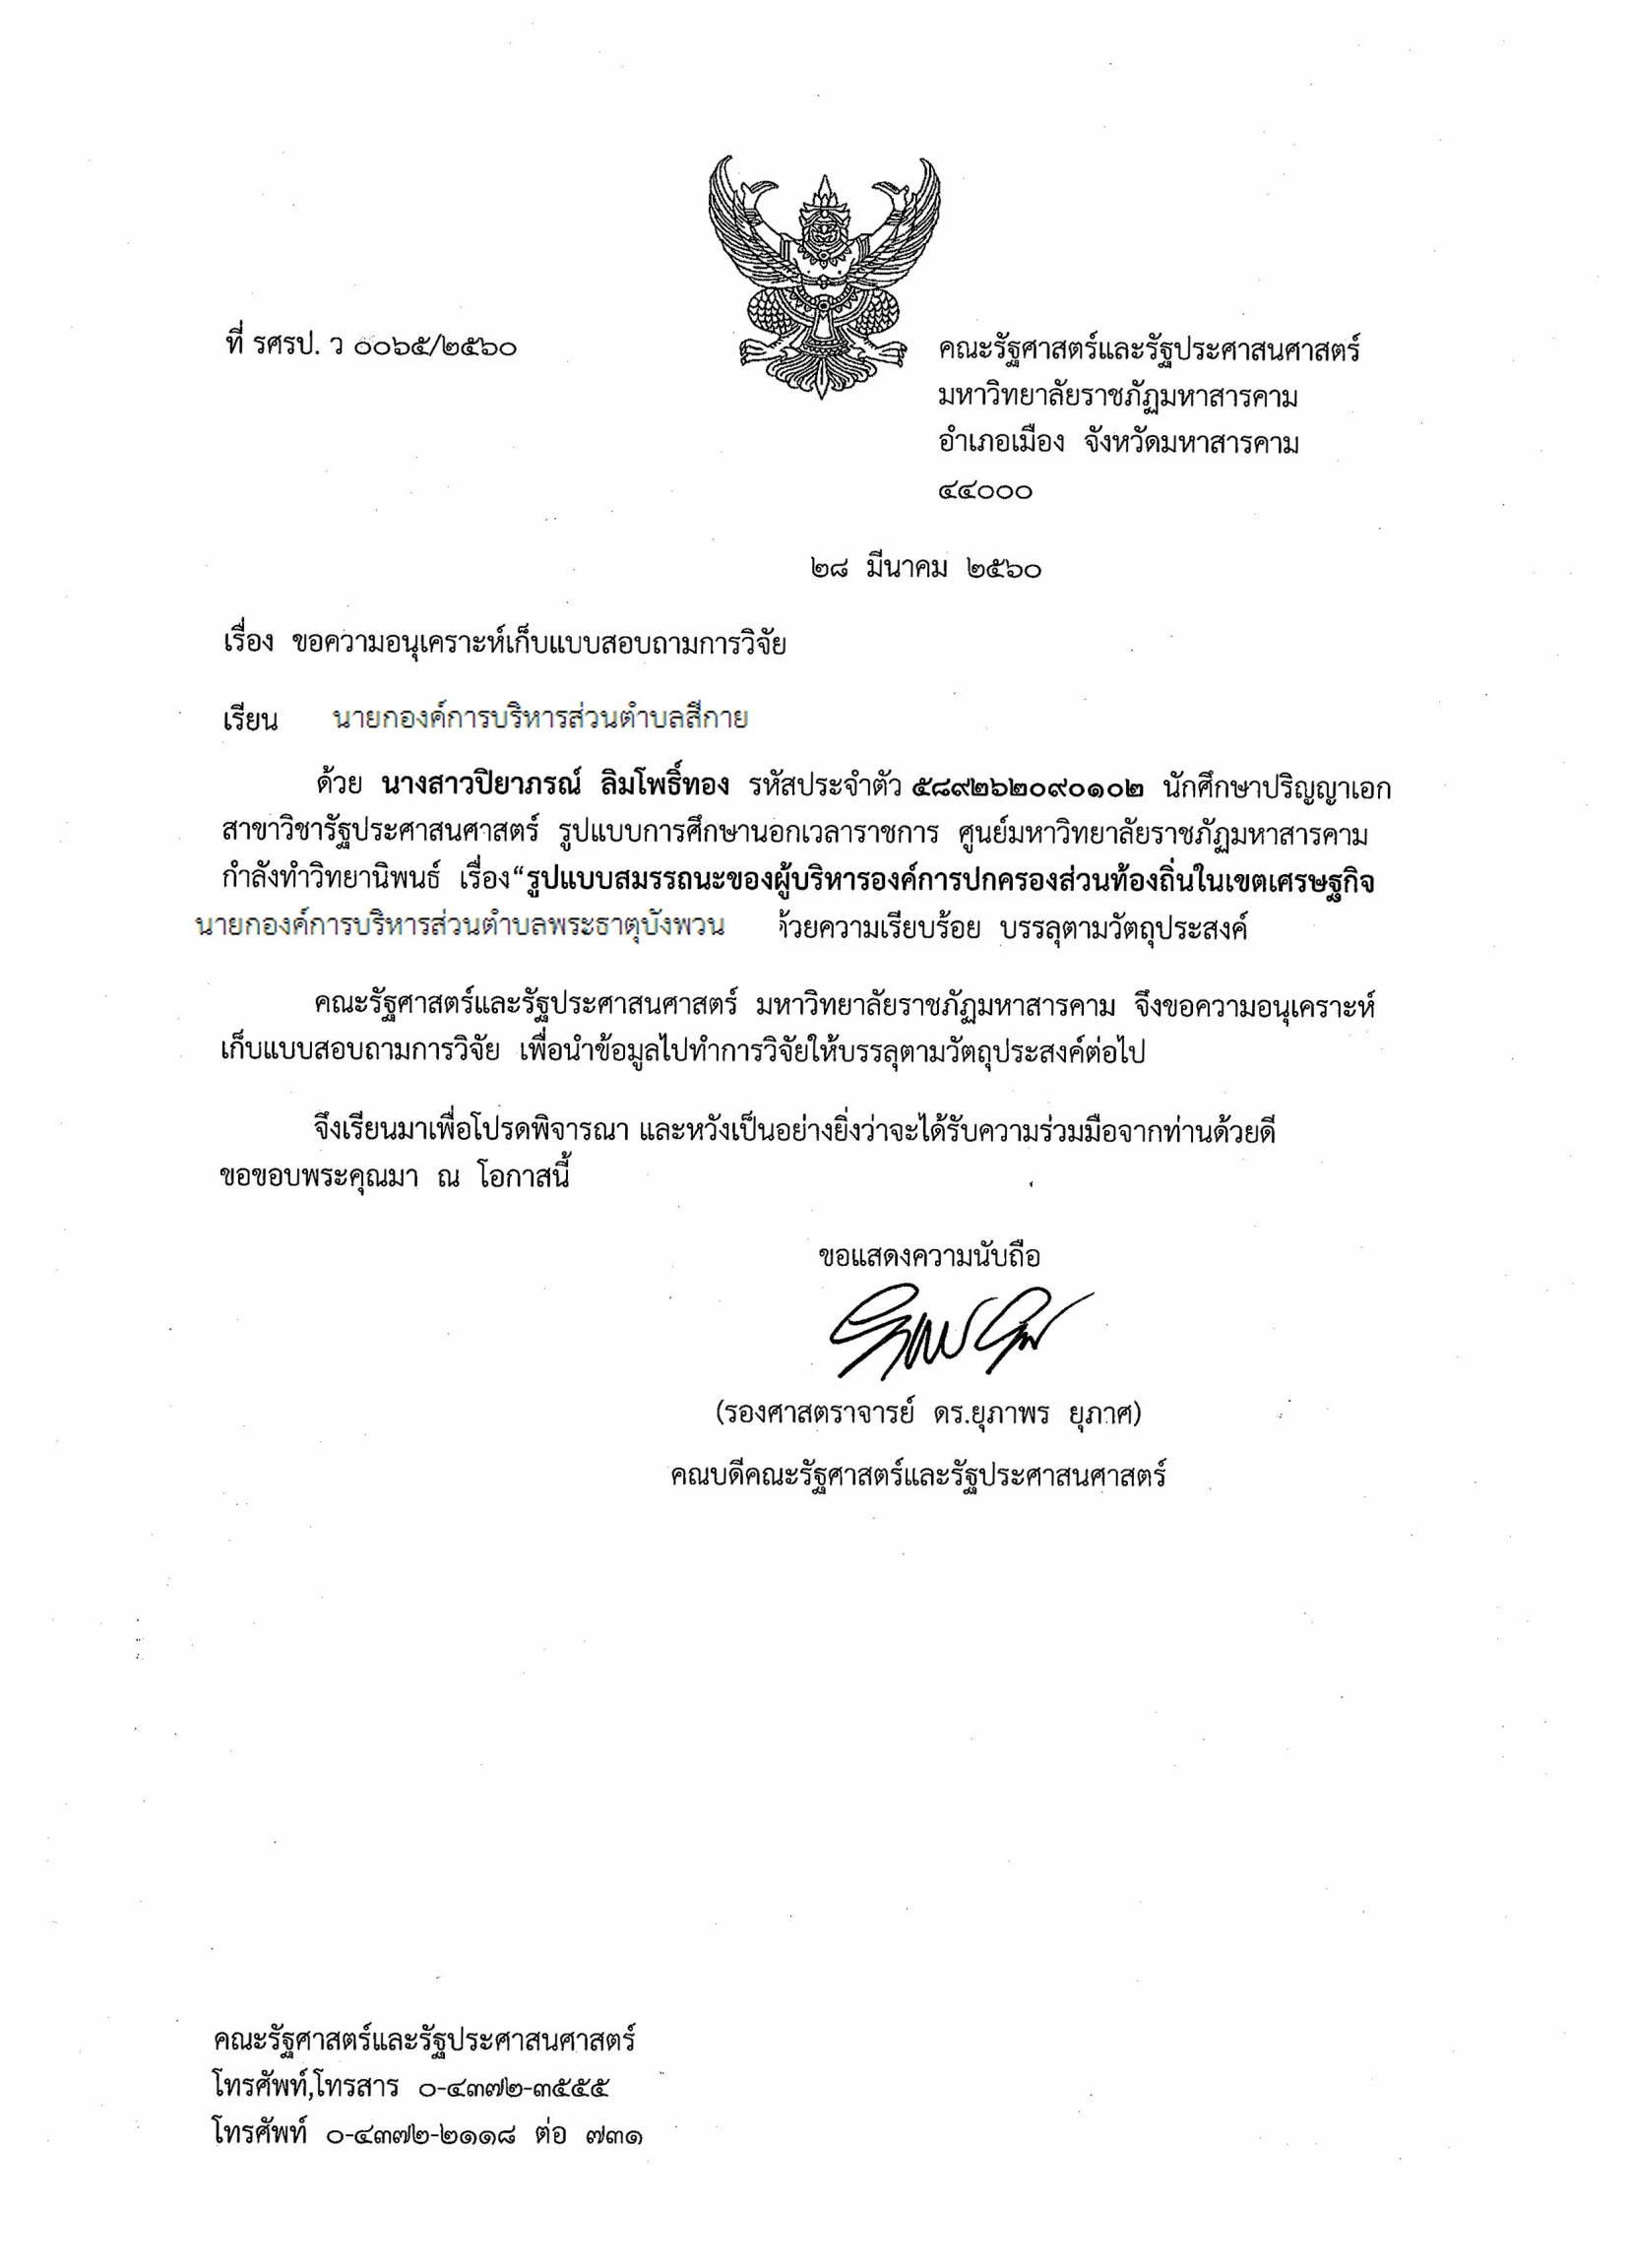 ที่ รศรป. ว ๐๐๖๕/๒๕๖๐
คณะรัฐศาสตร์และรัฐประศาสนศาสตร์
มหาวิทยาลัยราชภัฏมหาสารคาม
อำเภอเมือง จังหวัดมหาสารคาม
๔๔๐๐๐
๒๘ มีนาคม ๒๕๖๐
เรื่อง ขอความอนุเคราะห์เก็บแบบสอบถามการวิจัย
เรียน นายกองค์การบริหารส่วนตำบลสีกาย
ด้วย นางสาวปิยาภรณ์ ลิมโพธิ์ทอง รหัสประจำตัว ๕๘๙๒๖๒๐๙๐๑๐๒ นักศึกษาปริญญาเอก
สาขาวิชารัฐประศาสนศาสตร์ รูปแบบการศึกษานอกเวลาราชการ ศูนย์มหาวิทยาลัยราชภัฏมหาสารคาม
กำลังทำวิทยานิพนธ์ เรื่อง“รูปแบบสมรรถนะของผู้บริหารองค์การปกครองส่วนท้องถิ่นในเขตเศรษฐกิจ
นายกองค์การบริหารส่วนตำบลพระธาตุบังพวน ด้วยความเรียบร้อย บรรลุตามวัตถุประสงค์
คณะรัฐศาสตร์และรัฐประศาสนศาสตร์ มหาวิทยาลัยราชภัฏมหาสารคาม จึงขอความอนุเคราะห์
เก็บแบบสอบถามการวิจัย เพื่อนำข้อมูลไปทำการวิจัยให้บรรลุตามวัตถุประสงค์ต่อไป
จึงเรียนมาเพื่อโปรดพิจารณา และหวังเป็นอย่างยิ่งว่าจะได้รับความร่วมมือจากท่านด้วยดี
ขอขอบพระคุณมา ณ โอกาสนี้
ขอแสดงความนับถือ
(รองศาสตราจารย์ ดร.ยุภาพร ยุภาศ)
คณบดีคณะรัฐศาสตร์และรัฐประศาสนศาสตร์
คณะรัฐศาสตร์และรัฐประศาสนศาสตร์
โทรศัพท์,โทรสาร ๐-๔๓๗๒-๓๕๕๕
โทรศัพท์ ๐-๔๓๗๒-๒๑๑๘ ต่อ ๗๓๑